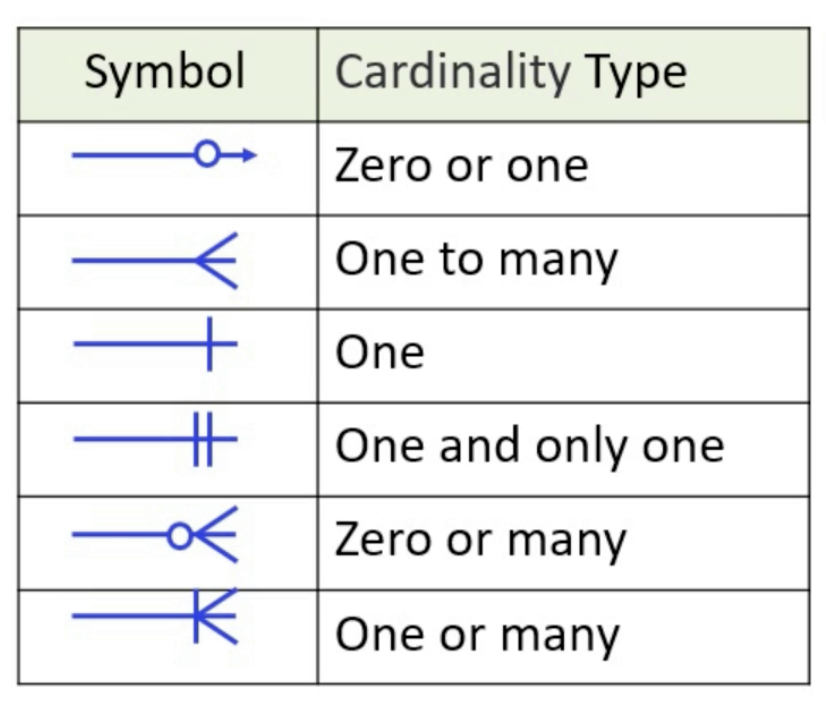 Symbol Cardinality Type
Zero or one
One to many
One
One and only one
Zero or many
One or many